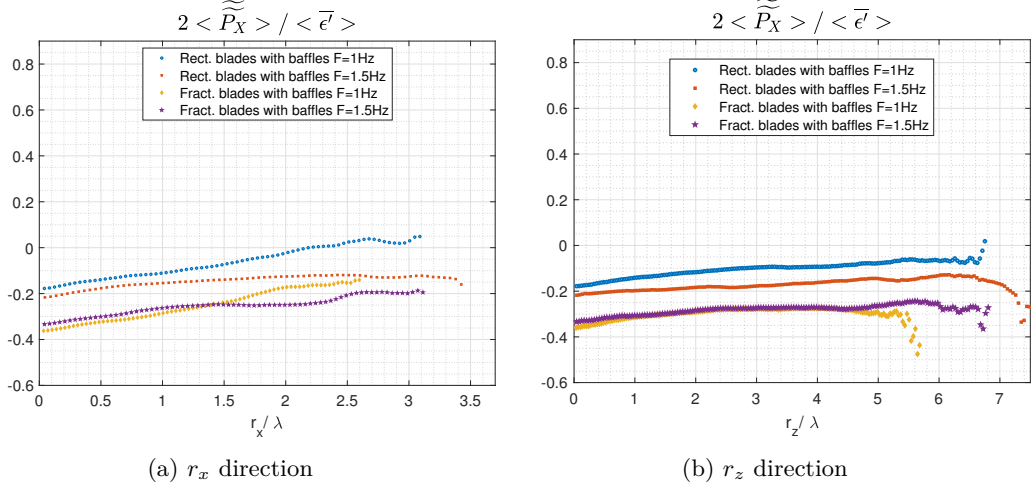 2 < P_X > / < ϵ′ >
Rect. blades with baffles F=1Hz
Rect. blades with baffles F=1.5Hz
Fract. blades with baffles F=1Hz
Fract. blades with baffles F=1.5Hz
0.8
0.6
0.4
0.2
0
-0.2
-0.4
-0.6
0 0.5 1 1.5 2 2.5 3 3.5
r_x/ λ
(a) r_x direction
2 < P_X > / < ϵ′ >
Rect. blades with baffles F=1Hz
Rect. blades with baffles F=1.5Hz
Fract. blades with baffles F=1Hz
Fract. blades with baffles F=1.5Hz
0.8
0.6
0.4
0.2
0
-0.2
-0.4
-0.6
0 1 2 3 4 5 6 7
r_z/ λ
(b) r_z direction